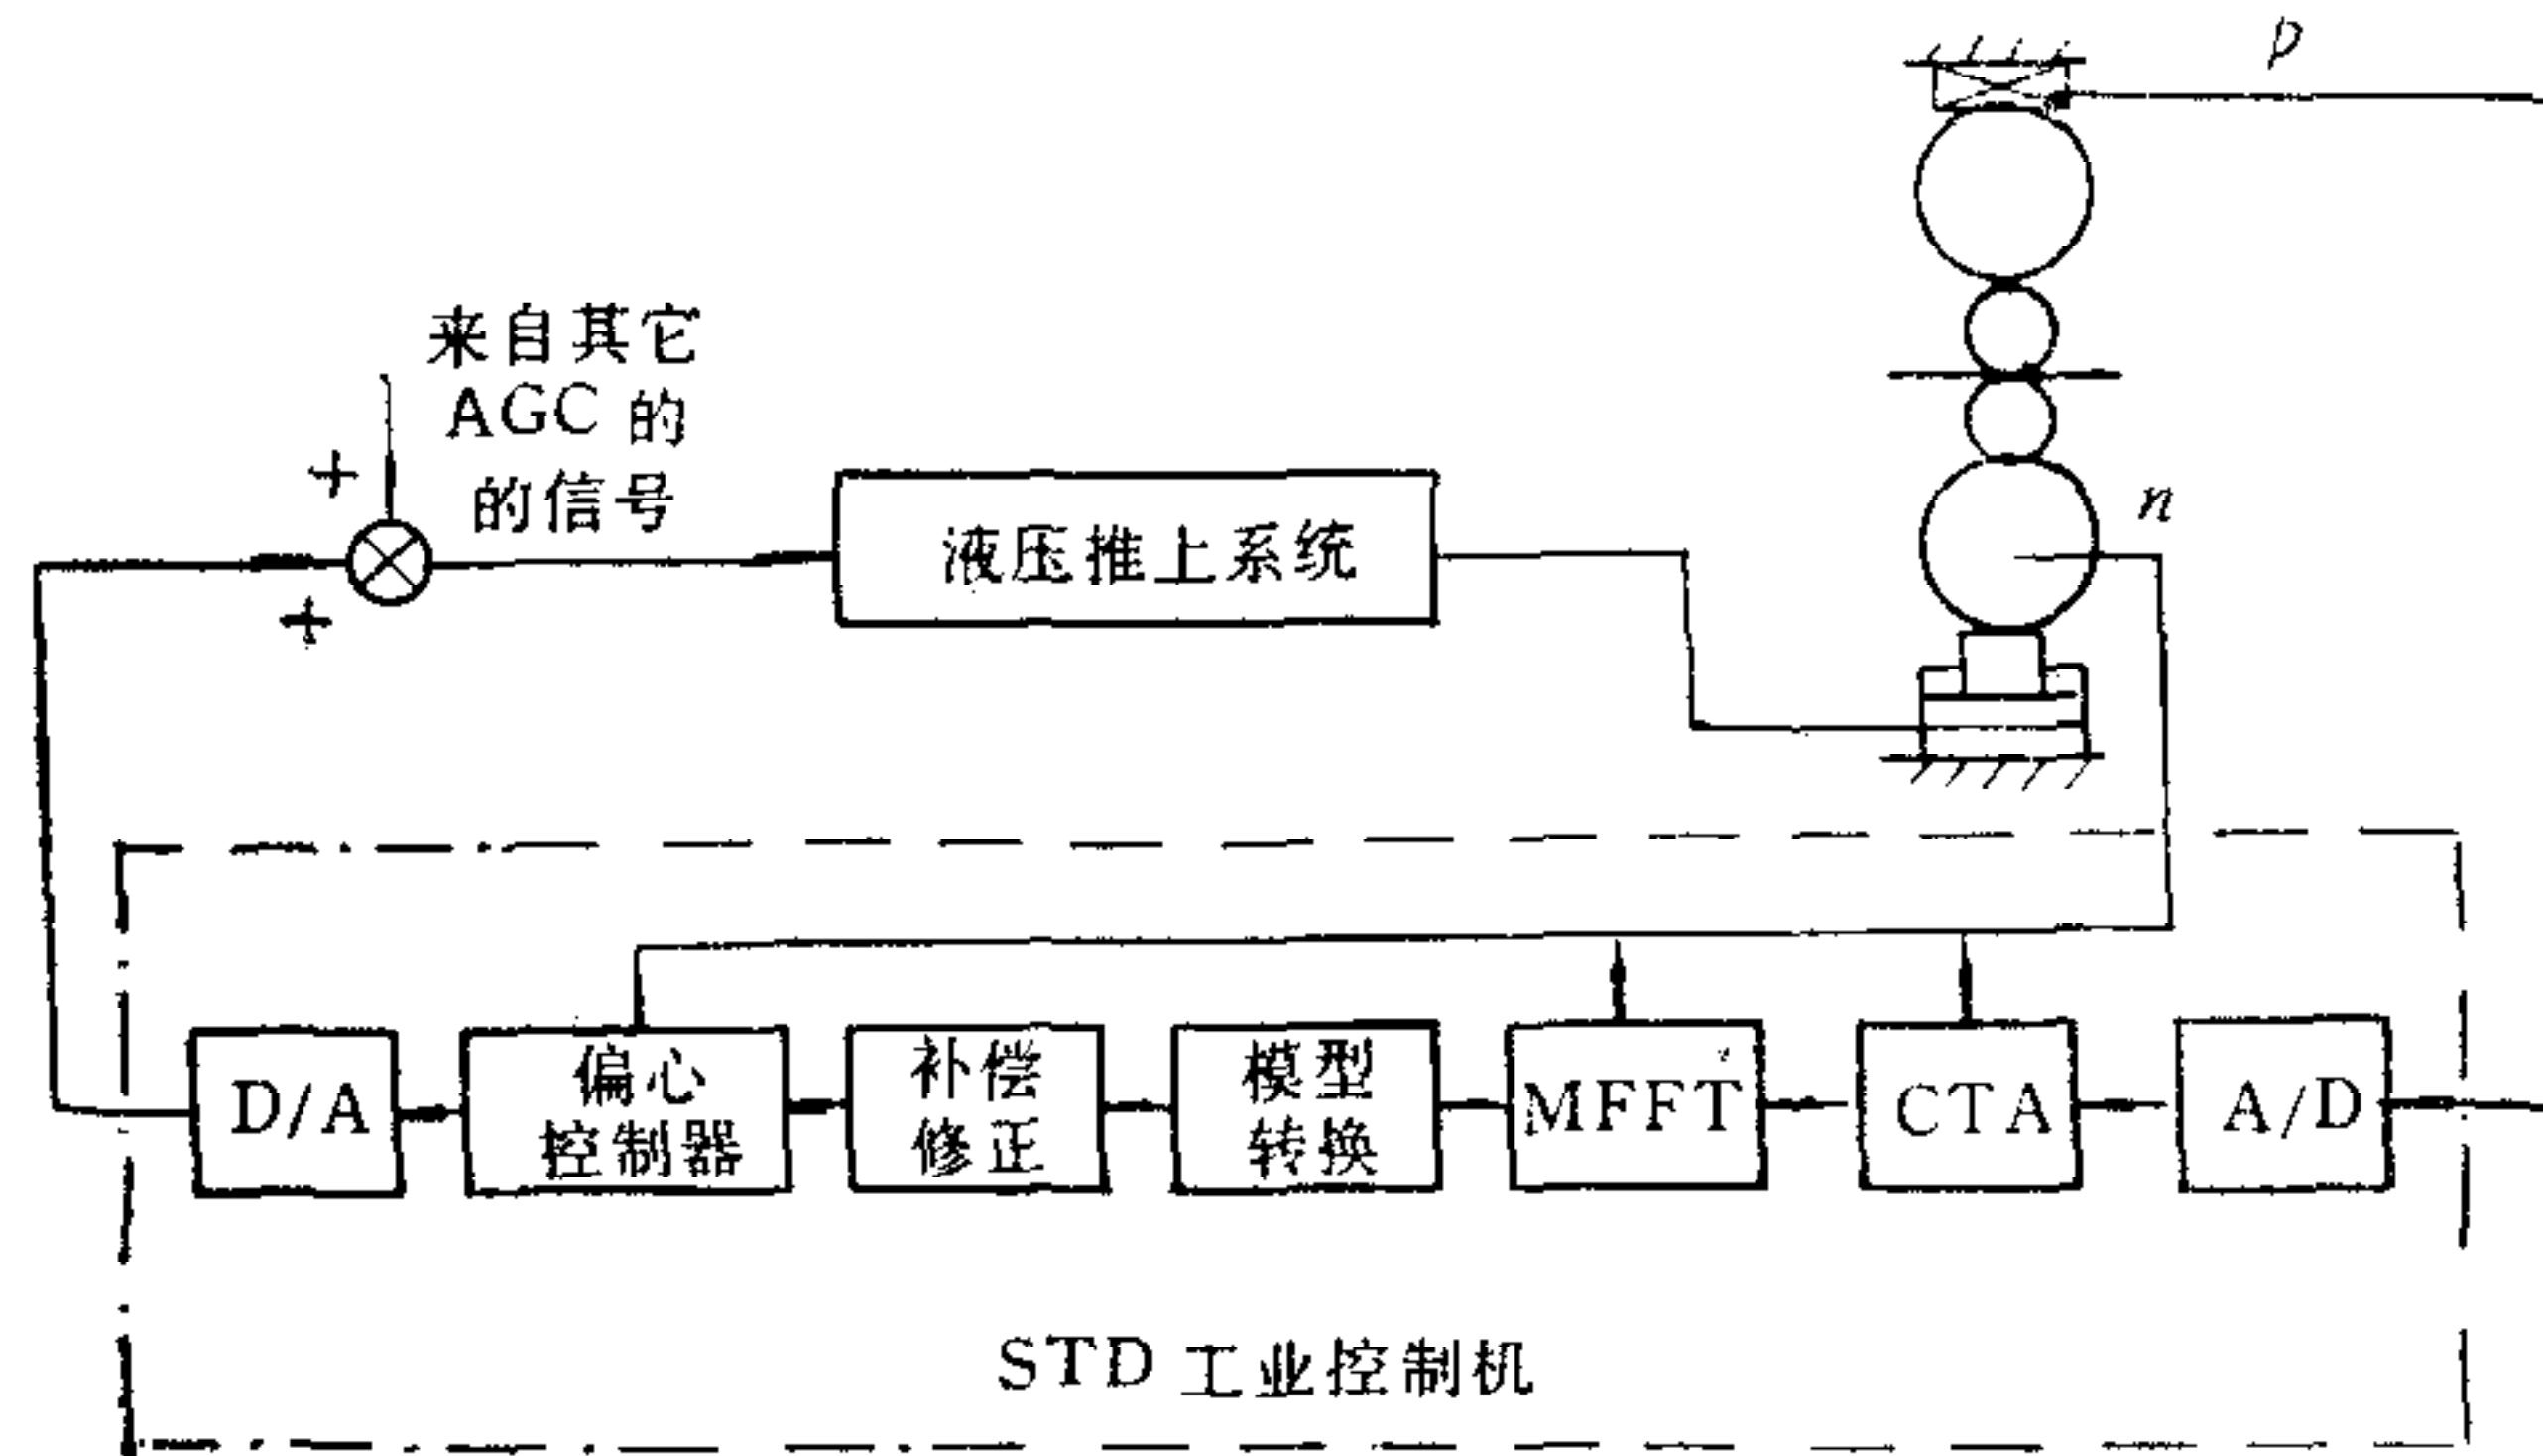 p
来自其它
AGC 的
的信号
+
+
液压推上系统
n
D/A
偏心
控制器
补偿
修正
模型
转换
MFFT
CTA
A/D
STD 工业控制机